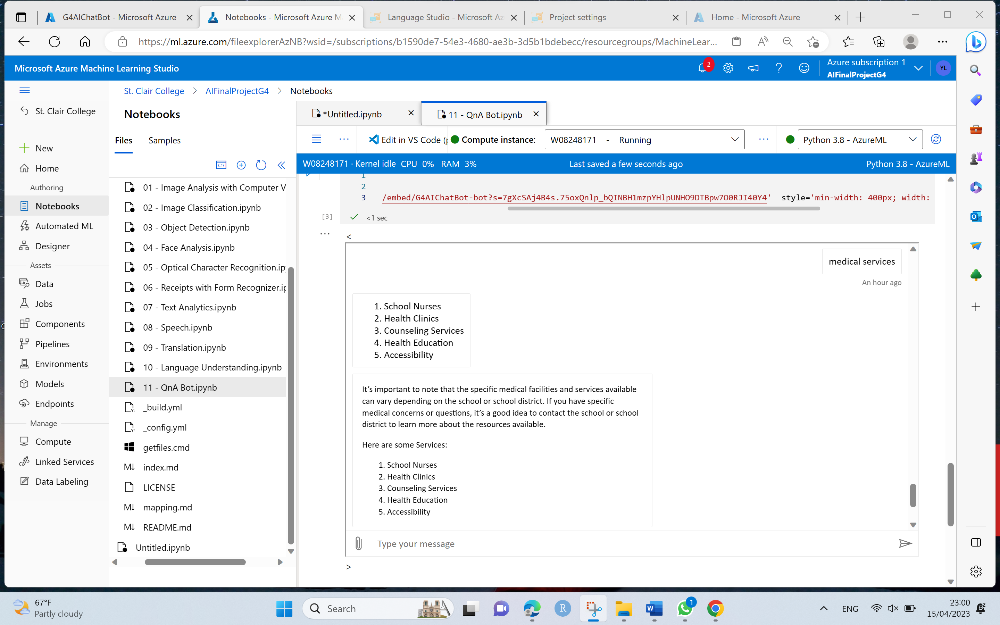 G4AIChatBot - Microsoft Azure
Notebooks - Microsoft Azure M
Language Studio - Microsoft Az
Project settings
Home - Microsoft Azure
https://ml.azure.com/fileexplorerAzNB?wsid=/subscriptions/b1590de7-54e3-4680-ae3b-3d5b1bdebecc/resourcegroups/MachineLear...
Microsoft Azure Machine Learning Studio
2
Azure subscription 1
AIFinalProjectG4
YL
St. Clair College > AIFinalProjectG4 > Notebooks
St. Clair College
New
Home
Authoring
Notebooks
Automated ML
Designer
Assets
Data
Jobs
Components
Pipelines
Environments
Models
Endpoints
Manage
Compute
Linked Services
Data Labeling
Notebooks
Files
Samples
01 - Image Analysis with Computer V
02 - Image Classification.ipynb
03 - Object Detection.ipynb
04 - Face Analysis.ipynb
05 - Optical Character Recognition.ip
06 - Receipts with Form Recognizer.ip
07 - Text Analytics.ipynb
08 - Speech.ipynb
09 - Translation.ipynb
10 - Language Understanding.ipynb
11 - QnA Bot.ipynb
_build.yml
_config.yml
getfiles.cmd
M↓ index.md
LICENSE
M↓ mapping.md
M↓ README.md
Untitled.ipynb
*Untitled.ipynb
11 - QnA Bot.ipynb
Edit in VS Code (p
Compute instance:
W08248171 - Running
Python 3.8 - AzureML
W08248171 · Kernel idle CPU 0% RAM 3%
Last saved a few seconds ago
Python 3.8 - AzureML
1
2
3 /embed/G4AIChatBot-bot?s=7gXcSAj4B4s.75oxQnlp_bQINBH1mzpYHlpUNHO9DTBpw7O0RJI40Y4' style='min-width: 400px; width:
[3]
<1 sec
<
medical services
An hour ago
1. School Nurses
2. Health Clinics
3. Counseling Services
4. Health Education
5. Accessibility
It's important to note that the specific medical facilities and services available
can vary depending on the school or school district. If you have specific
medical concerns or questions, it's a good idea to contact the school or school
district to learn more about the resources available.
Here are some Services:
1. School Nurses
2. Health Clinics
3. Counseling Services
4. Health Education
5. Accessibility
Type your message
>
67°F
Partly cloudy
Search
1
ENG
23:00
15/04/2023